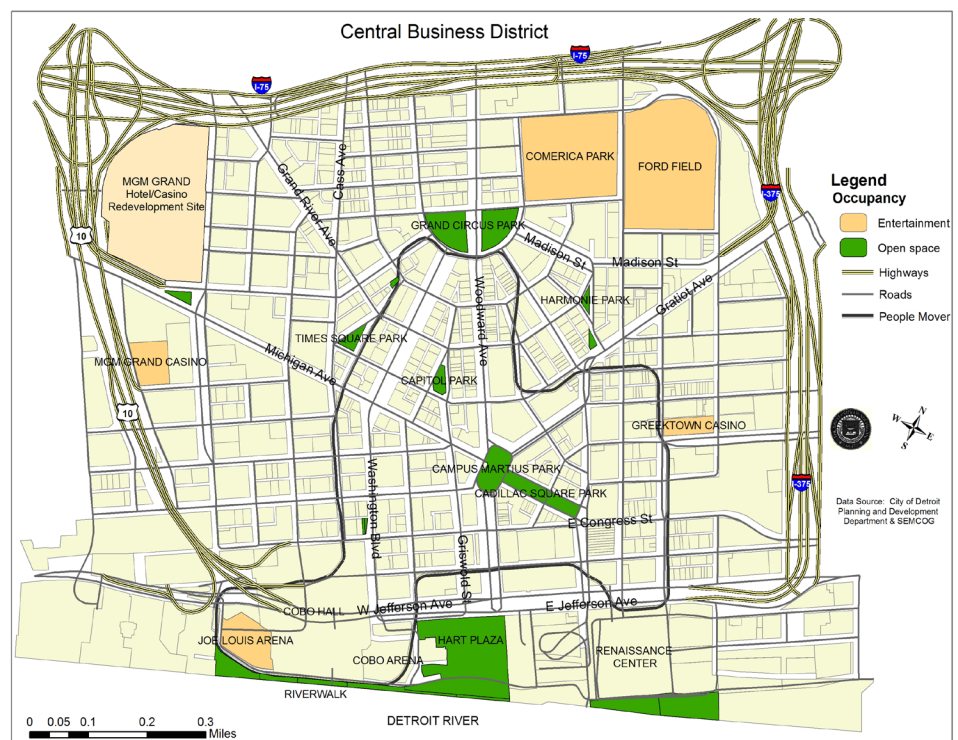 Central Business District
I-75
I-75
COMERICA PARK
FORD FIELD
Cass Ave
MGM GRAND
Hotel/Casino
Redevelopment Site
Grand River Ave
I-375
Legend
Occupancy
Entertainment
Open space
Highways
Roads
People Mover
10
GRAND CIRCUS PARK
Madison St
Madison St
Woodward Ave
HARMONIE PARK
Gratiot Ave
TIMES SQUARE PARK
MGM GRAND CASINO
Michigan Ave
CAPITOL PARK
10
GREEKTOWN CASINO
N
W
E
S
CAMPUS MARTIUS PARK
CADILLAC SQUARE PARK
I-375
Washington Blvd
E Congress St
Data Source: City of Detroit
Planning and Development
Department & SEMCOG
Griswold St
COBO HALL
W Jefferson Ave
E Jefferson Ave
JOE LOUIS ARENA
HART PLAZA
COBO ARENA
RENAISSANCE
CENTER
RIVERWALK
DETROIT RIVER
0 0.05 0.1 0.2 0.3
Miles